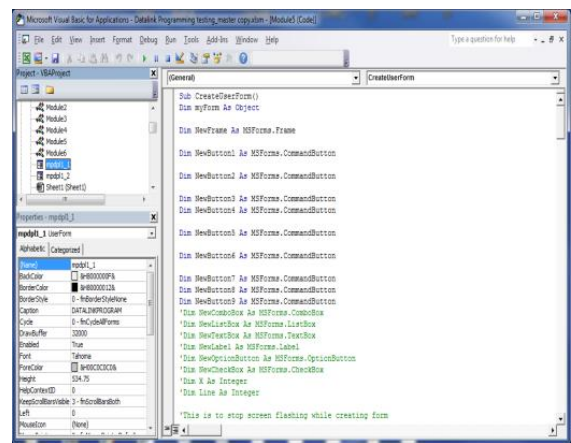 Microsoft Visual Basic for Applications - Datalink Programming testing_master copy.xlsm - [Module5 (Code)]
File Edit View Insert Format Debug Run Tools Add-Ins Window Help
Type a question for help
Project - VBAProject
Module2
Module3
Module4
Module5
Module6
mpdpl1_1
mpdpl1_2
Sheet1 (Sheet1)
Properties - mpdpl1_1
mpdpl1_1 UserForm
Alphabetic Categorized
(Name) mpdpl1_1
BackColor &H8000000F&
BorderColor &H80000012&
BorderStyle 0 - fmBorderStyleNone
Caption DATALINKPROGRAM
Cycle 0 - fmCycleAllForms
DrawBuffer 32000
Enabled True
Font Tahoma
ForeColor &H00C0C0C0&
Height 534.75
HelpContextID 0
KeepScrollBarsVisible 3 - fmScrollBarsBoth
Left 0
MouseIcon (None)
(General)
CreateUserForm
Sub CreateUserForm()
Dim myForm As Object
Dim NewFrame As MSForms.Frame
Dim NewButton1 As MSForms.CommandButton
Dim NewButton2 As MSForms.CommandButton
Dim NewButton3 As MSForms.CommandButton
Dim NewButton4 As MSForms.CommandButton
Dim NewButton5 As MSForms.CommandButton
Dim NewButton6 As MSForms.CommandButton
Dim NewButton7 As MSForms.CommandButton
Dim NewButton8 As MSForms.CommandButton
Dim NewButton9 As MSForms.CommandButton
'Dim NewComboBox As MSForms.ComboBox
'Dim NewListBox As MSForms.ListBox
'Dim NewTextBox As MSForms.TextBox
'Dim NewLabel As MSForms.Label
'Dim NewOptionButton As MSForms.OptionButton
'Dim NewCheckBox As MSForms.CheckBox
'Dim X As Integer
'Dim Line As Integer
'This is to stop screen flashing while creating form